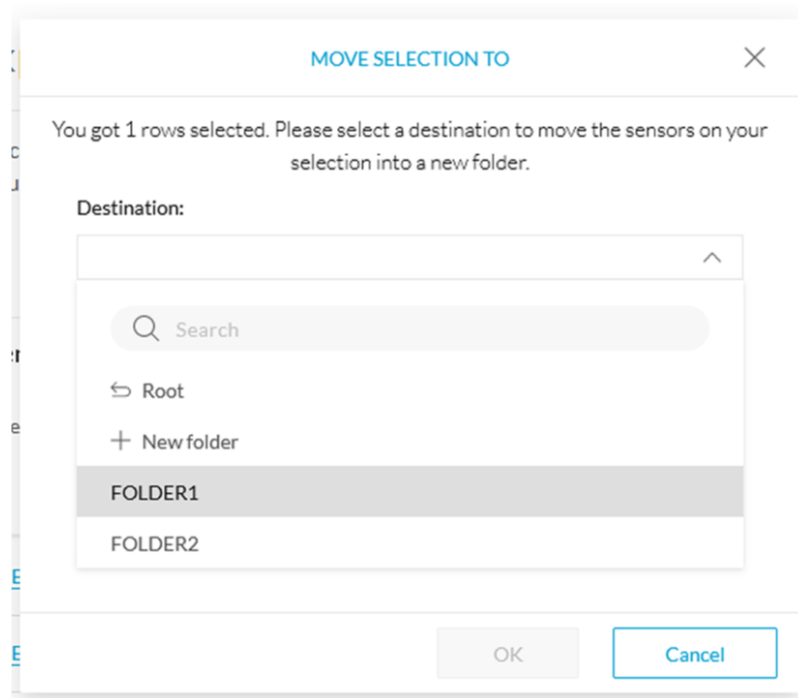 MOVE SELECTION TO
You got 1 rows selected. Please select a destination to move the sensors on your
selection into a new folder.
Destination:
Search
Root
New folder
FOLDER1
FOLDER2
OK
Cancel